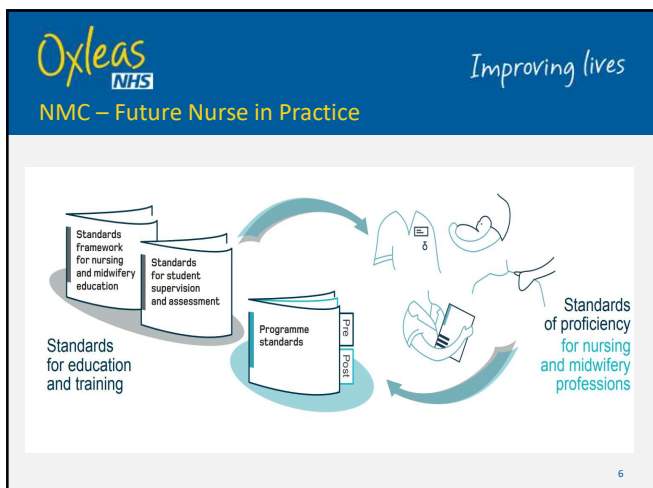 Oxleas
NHS
Improving lives
NMC – Future Nurse in Practice
Standards
framework
for nursing
and midwifery
education
Standards
for student
supervision
and assessment
Programme
standards
Pre
Post
Standards
for education
and training
Standards
of proficiency
for nursing
and midwifery
professions
6